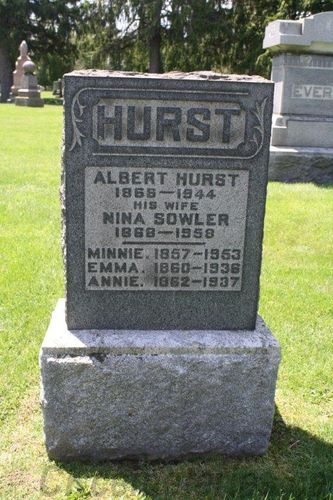 HURST
ALBERT HURST
1865–1944
HIS WIFE
NINA SOWLER
1868–1958
MINNIE. 1857–1953
EMMA. 1860–1936
ANNIE. 1862–1937
EVER